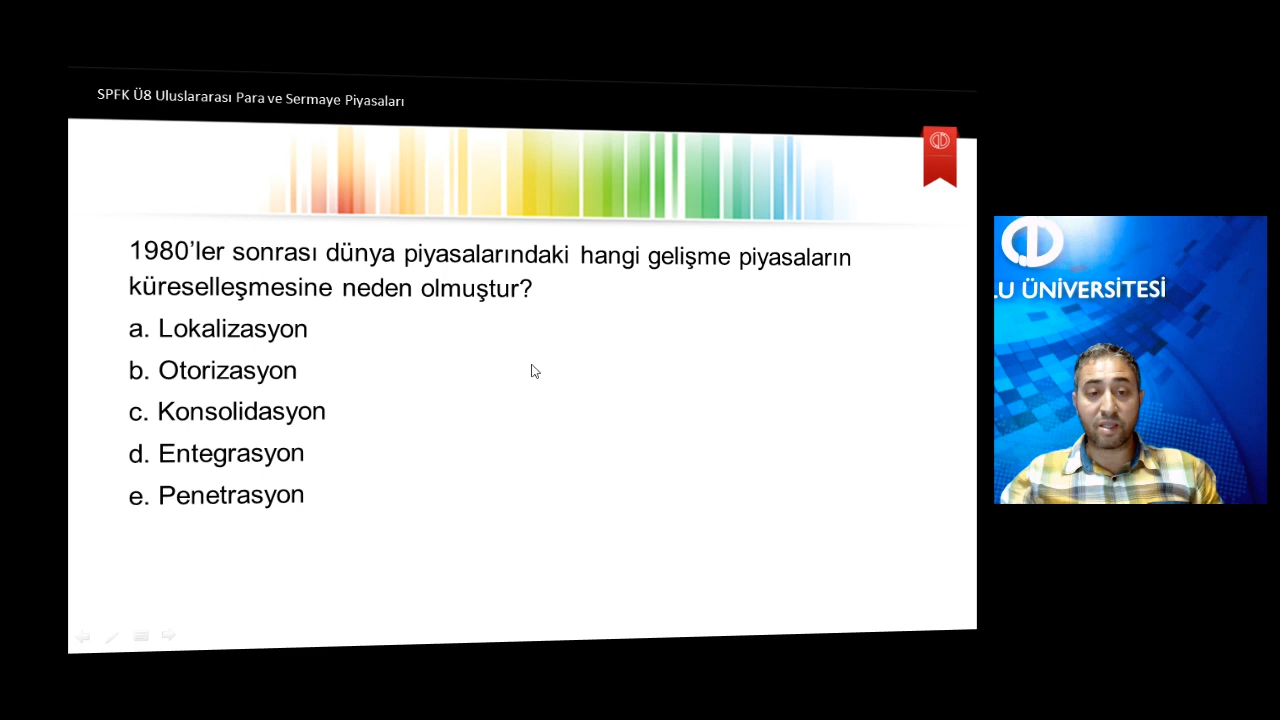 SPFK Ü8 Uluslararası Para ve Sermaye Piyasaları
1980’ler sonrası dünya piyasalarındaki hangi gelişme piyasaların
küreselleşmesine neden olmuştur?
a. Lokalizasyon
b. Otorizasyon
c. Konsolidasyon
d. Entegrasyon
e. Penetrasyon
LU ÜNİVERSİTESİ